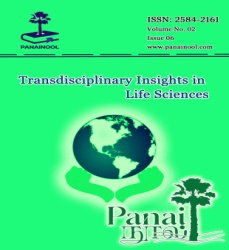 PANAINOOL
ISSN: 2584-2161
Volume No. 02
Issue 06
www.panainool.com
Transdisciplinary Insights in
Life Sciences
Panai
நூல்